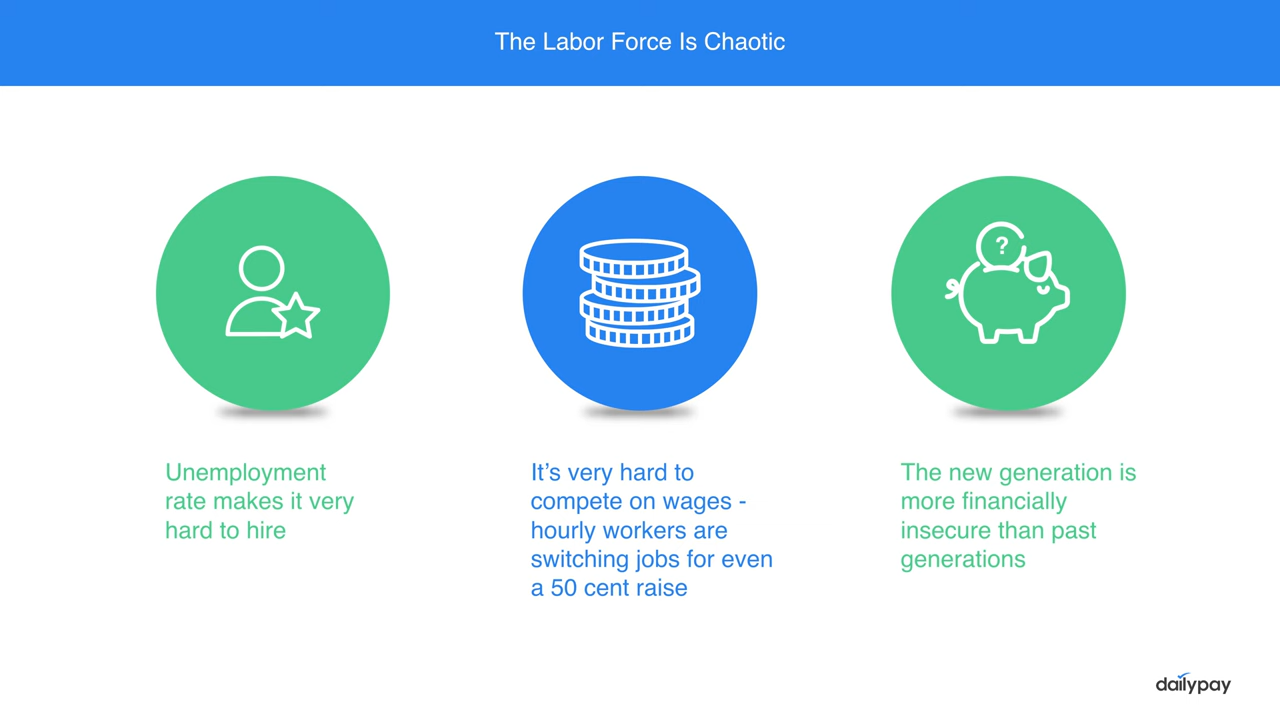 The Labor Force Is Chaotic
?
Unemployment
rate makes it very
hard to hire
It’s very hard to
compete on wages -
hourly workers are
switching jobs for even
a 50 cent raise
The new generation is
more financially
insecure than past
generations
dailypay